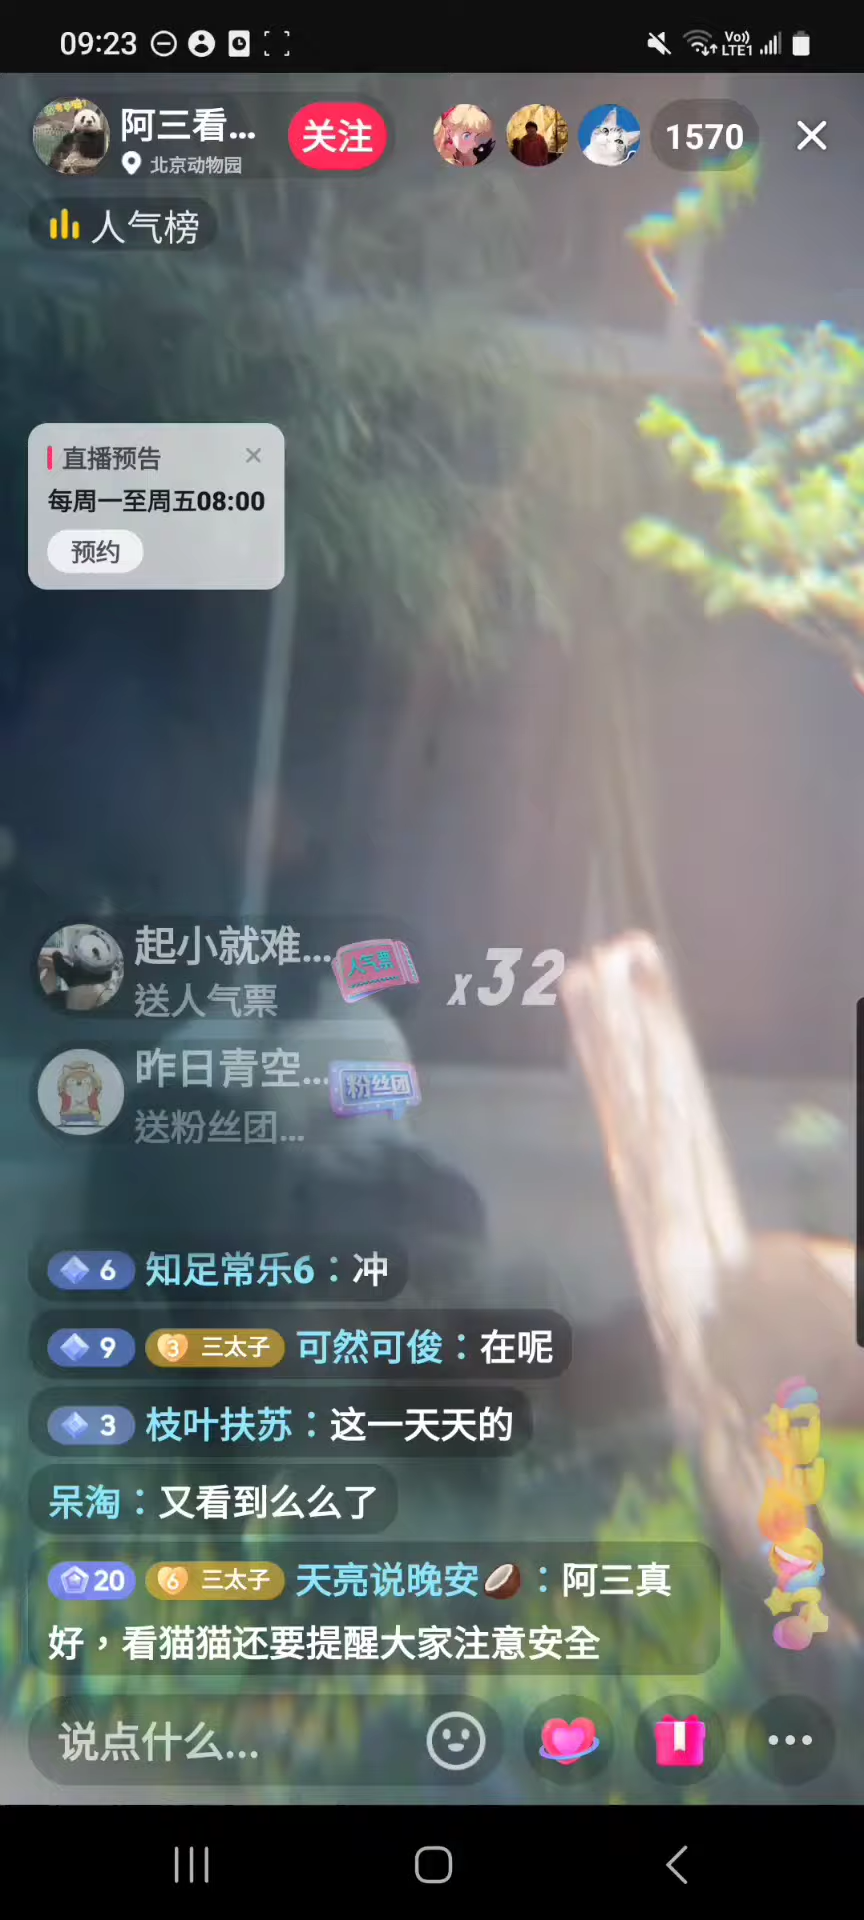 09:23
Vo))
LTE1
阿三看...
关注
1570
北京动物园
人气榜
直播预告
每周一至周五08:00
预约
起小就难...
送人气票
人气票
x32
昨日青空...
送粉丝团...
粉丝团
6 知足常乐6：冲
9 3 三太子 可然可俊：在呢
3 枝叶扶苏：这一天天的
呆淘：又看到么么了
20 6 三太子 天亮说晚安🥥：阿三真
好，看猫猫还要提醒大家注意安全
说点什么...